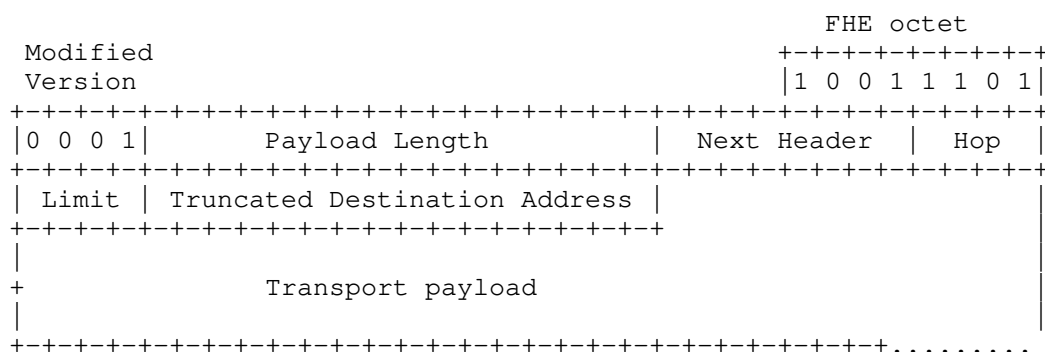 FHE octet
Modified                                   +-+-+-+-+-+-+-+
Version                                    |1 0 0 1 1 1 0 1|
+-+-+-+-+-+-+-+-+-+-+-+-+-+-+-+-+-+-+-+-+-+-+-+-+-+-+-+-+
|0 0 0 1|       Payload Length              |  Next Header  |  Hop  |
+-+-+-+-+-+-+-+-+-+-+-+-+-+-+-+-+-+-+-+-+-+-+-+-+-+-+-+-+
| Limit | Truncated Destination Address |                    |
+-+-+-+-+-+-+-+-+-+-+-+-+-+-+-+-+-+-+                    |
|                                                           |
+              Transport payload                            |
|                                                           |
+-+-+-+-+-+-+-+-+-+-+-+-+-+-+-+-+-+-+-+-+-+-+-+-+.........